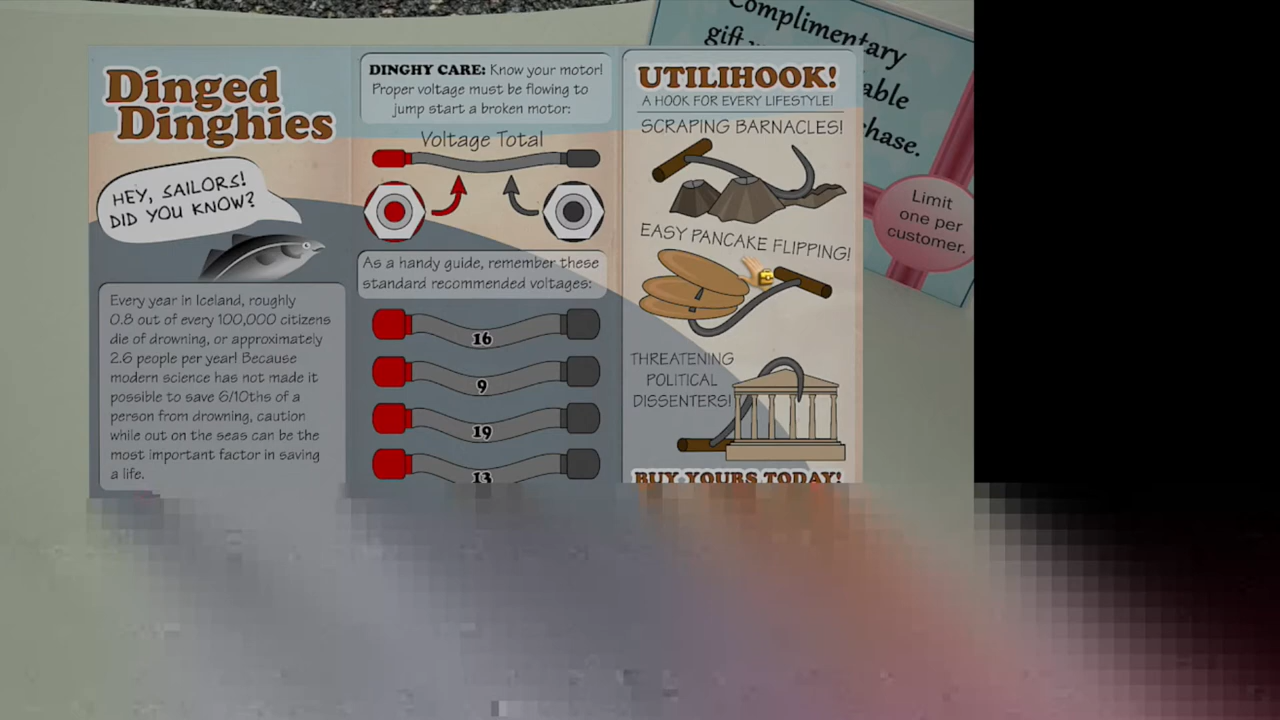 Dinged
Dinghies
HEY, SAILORS!
DID YOU KNOW?
Every year in Iceland, roughly
0.8 out of every 100,000 citizens
die of drowning, or approximately
2.6 people per year! Because
modern science has not made it
possible to save 6/10ths of a
person from drowning, caution
while out on the seas can be the
most important factor in saving
a life.
DINGHY CARE: Know your motor!
Proper voltage must be flowing to
jump start a broken motor:
Voltage Total
As a handy guide, remember these
standard recommended voltages:
16
9
19
13
UTILIHOOK!
A HOOK FOR EVERY LIFESTYLE!
SCRAPING BARNACLES!
EASY PANCAKE FLIPPING!
THREATENING
POLITICAL
DISSENTERS!
BUY YOURS TODAY!
Complimentary
gift
Limit
one per
customer.